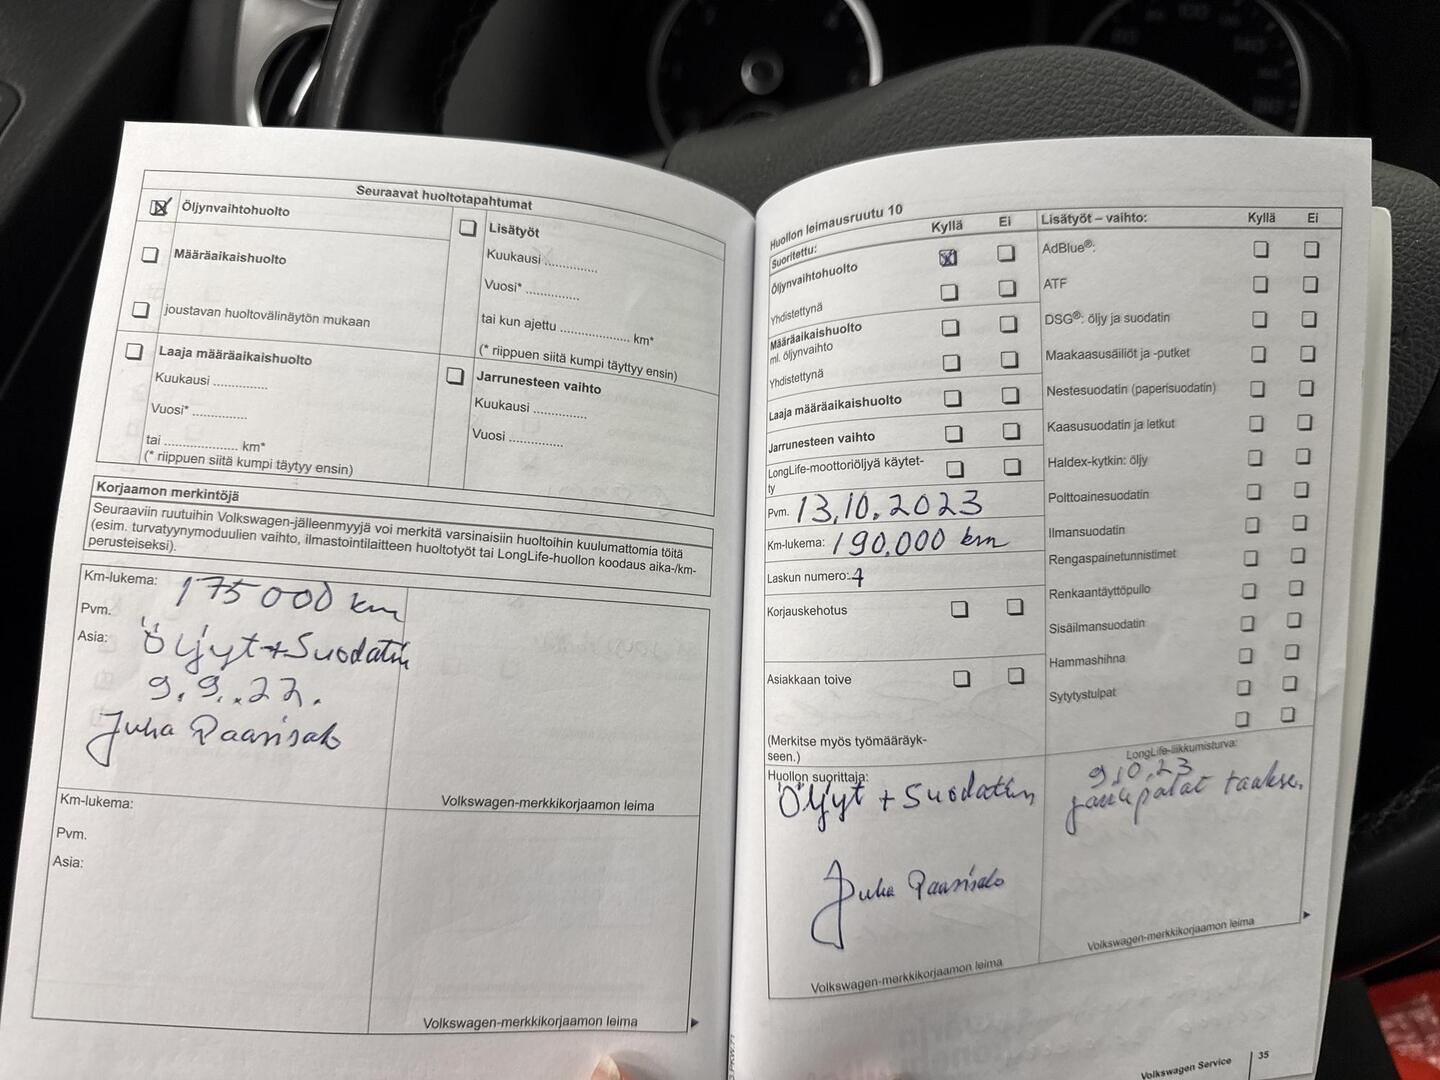 Seuraavat huoltotapahtumat
Öljynvaihtohuolto
Määräaikaishuolto
joustavan huoltovälinäytön mukaan
Laaja määräaikaishuolto
Kuukausi ..............
Vuosi* ..............
tai ................... km*
(* riippuen siitä kumpi täytyy ensin)
Lisätyöt
Kuukausi ..............
Vuosi* ..............
tai kun ajettu .................. km*
(* riippuen siitä kumpi täyttyy ensin)
Jarrunesteen vaihto
Kuukausi ..............
Vuosi ..............
Korjaamon merkintöjä
Seuraaviin ruutuihin Volkswagen-jälleenmyyjä voi merkitä varsinaisiin huoltoihin kuulumattomia töitä
(esim. turvatyynymoduulien vaihto, ilmastointilaitteen huoltotyöt tai LongLife-huollon koodaus aika-/km-
perusteiseksi).
Km-lukema: 175 000 km
Pvm.
Asia: Öljyt + Suodatin
9.9..22.
Juha Paarisalo
Volkswagen-merkkikorjaamon leima
Km-lukema:
Pvm.
Asia:
Volkswagen-merkkikorjaamon leima
Huollon leimausruutu 10
Suoritettu: Kyllä Ei
Öljynvaihtohuolto
Yhdistettynä
Määräaikaishuolto
ml. öljynvaihto
Yhdistettynä
Laaja määräaikaishuolto
Jarrunesteen vaihto
LongLife-moottoriöljyä käytet-
ty
Pvm. 13.10.2023
Km-lukema: 190.000 km
Laskun numero:
Korjauskehotus
Asiakkaan toive
(Merkitse myös työmääräyk-
seen.)
Huollon suorittaja:
Öljyt + Suodatin
Juha Paarisalo
Volkswagen-merkkikorjaamon leima
Lisätyöt – vaihto: Kyllä Ei
AdBlue®:
ATF
DSG®: öljy ja suodatin
Maakaasusäiliöt ja -putket
Nestesuodatin (paperisuodatin)
Kaasusuodatin ja letkut
Haldex-kytkin: öljy
Polttoainesuodatin
Ilmansuodatin
Rengaspainetunnistimet
Renkaantäyttöpullo
Sisäilmansuodatin
Hammashihna
Sytytystulpat
LongLife-liikkumisturva:
jarrupalat taakse.
Volkswagen-merkkikorjaamon leima
Volkswagen Service 35